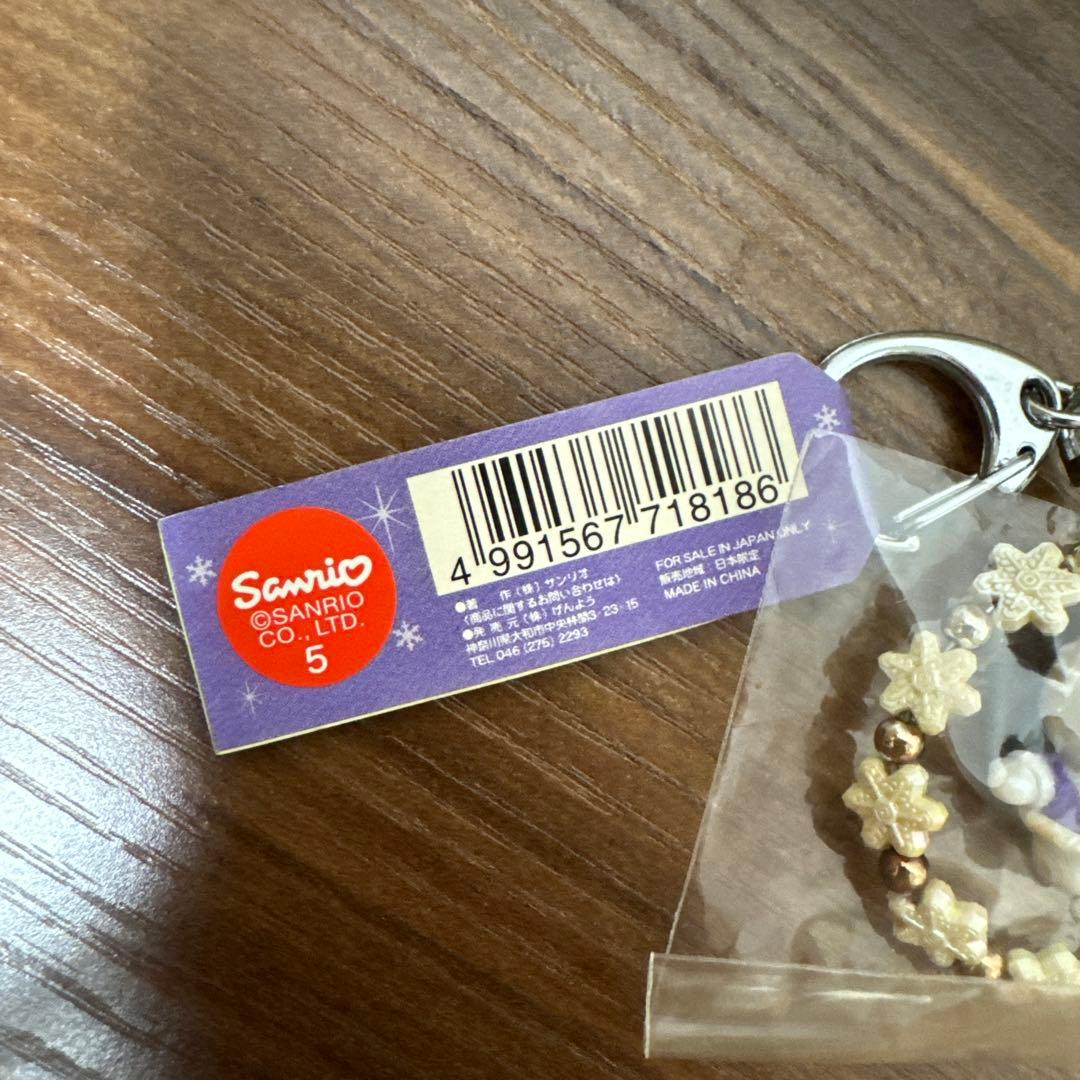 Sanrio
©SANRIO
CO., LTD.
5
4 991567 718186
●著 作(株)サンリオ
〈商品に関するお問い合わせは〉
●発売元(株)げんよう
神奈川県大和市中央林間3-23-15
TEL 046 (275) 2293
FOR SALE IN JAPAN ONLY
販売地域 日本限定
MADE IN CHINA